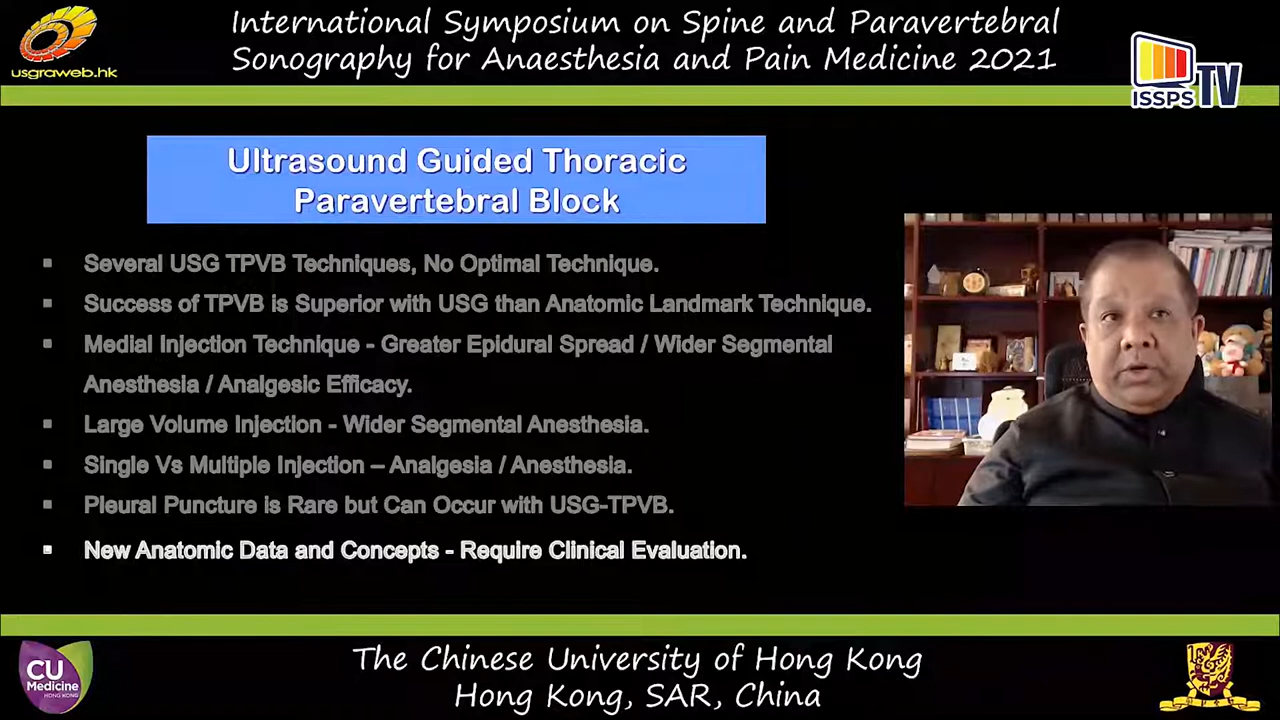 International Symposium on Spine and Paravertebral
Sonography for Anaesthesia and Pain Medicine 2021
usgraweb.hk
ISSPS TV
Ultrasound Guided Thoracic
Paravertebral Block
▪ Several USG TPVB Techniques, No Optimal Technique.
▪ Success of TPVB is Superior with USG than Anatomic Landmark Technique.
▪ Medial Injection Technique - Greater Epidural Spread / Wider Segmental
Anesthesia / Analgesic Efficacy.
▪ Large Volume Injection - Wider Segmental Anesthesia.
▪ Single Vs Multiple Injection – Analgesia / Anesthesia.
▪ Pleural Puncture is Rare but Can Occur with USG-TPVB.
▪ New Anatomic Data and Concepts - Require Clinical Evaluation.
CU
Medicine
HONG KONG
The Chinese University of Hong Kong
Hong Kong, SAR, China